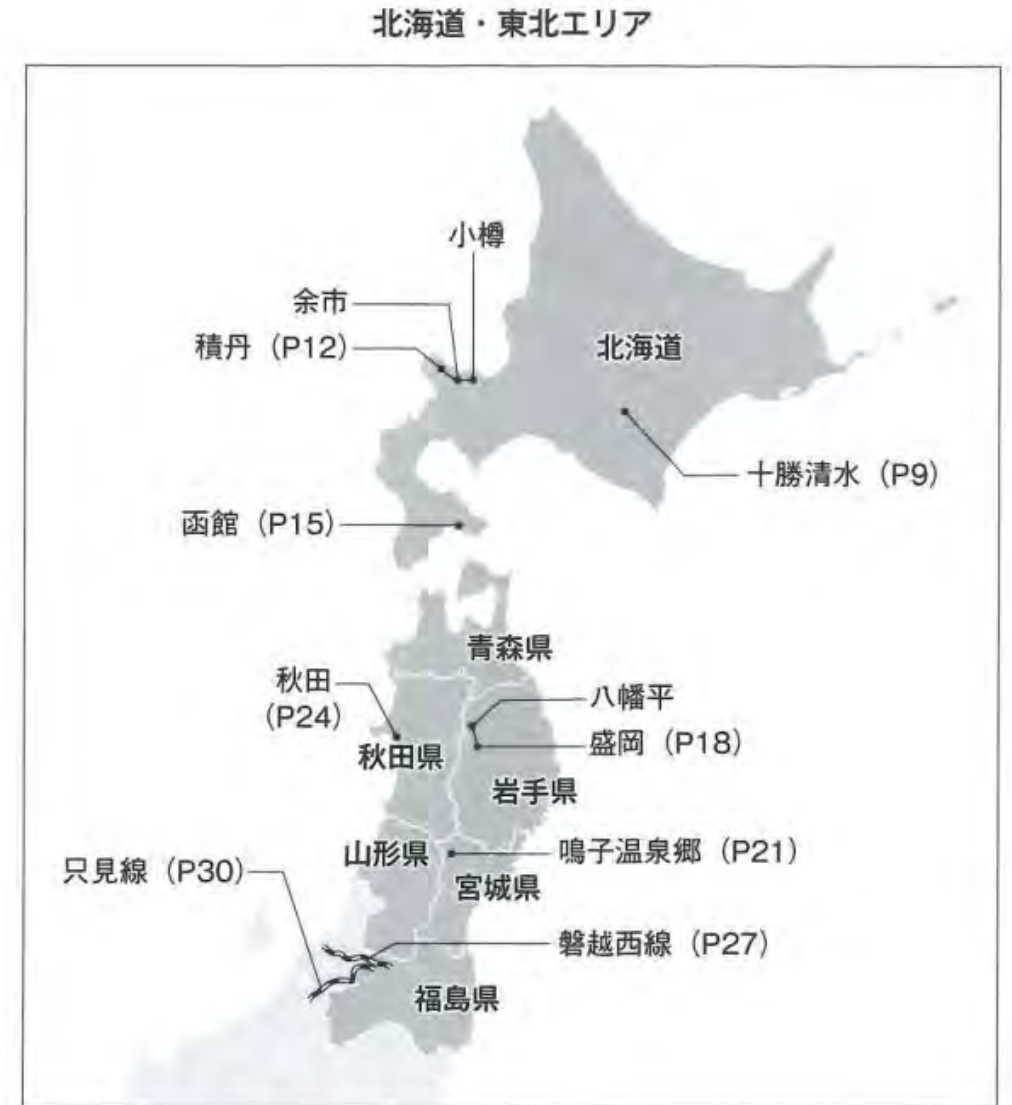 北海道・東北エリア
小樽
余市
積丹（P12）
北海道
十勝清水（P9）
函館（P15）
青森県
秋田
（P24）
八幡平
盛岡（P18）
秋田県
岩手県
山形県
鳴子温泉郷（P21）
只見線（P30）
宮城県
磐越西線（P27）
福島県